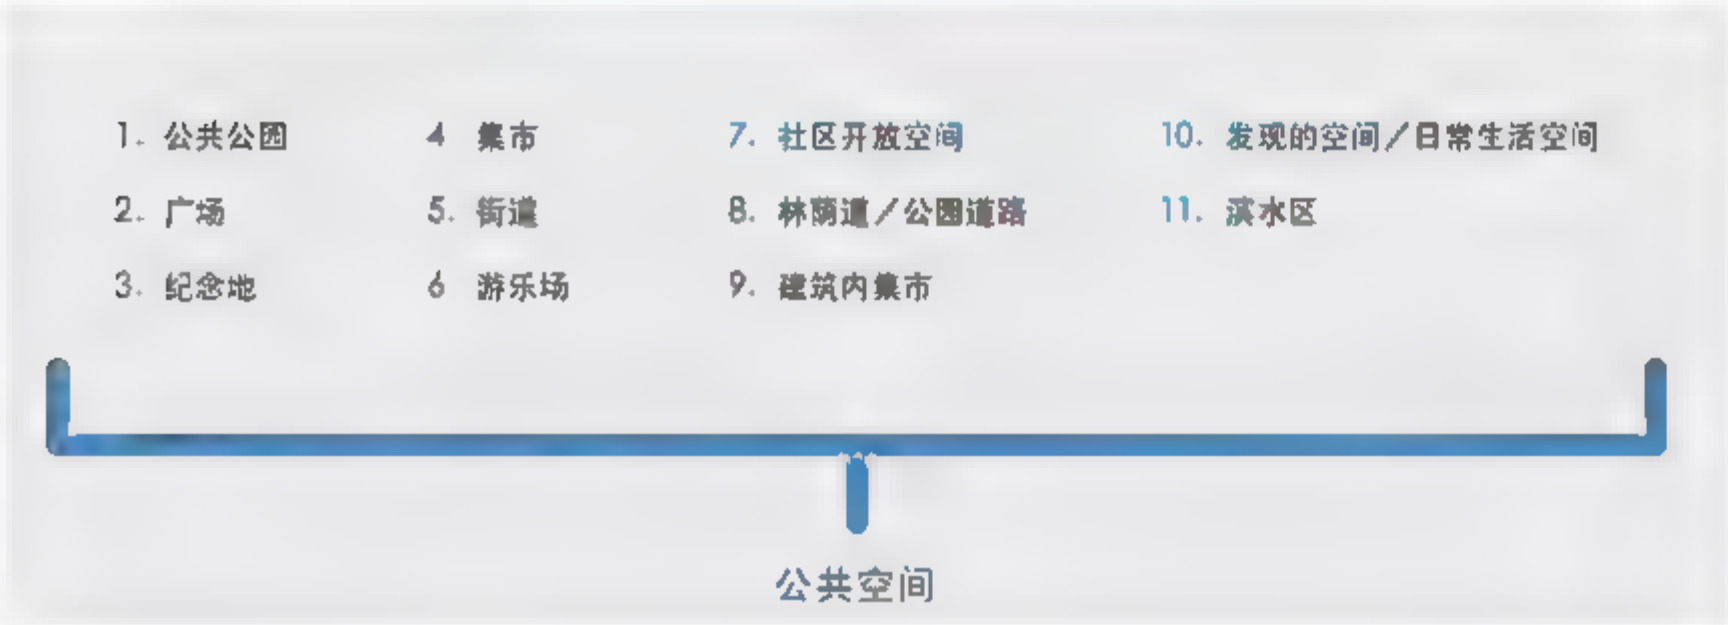 1. 公共公园
2. 广场
3. 纪念地
4 集市
5. 街道
6 游乐场
7. 社区开放空间
8. 林荫道／公园道路
9. 建筑内集市
10. 发现的空间／日常生活空间
11. 滨水区
公共空间